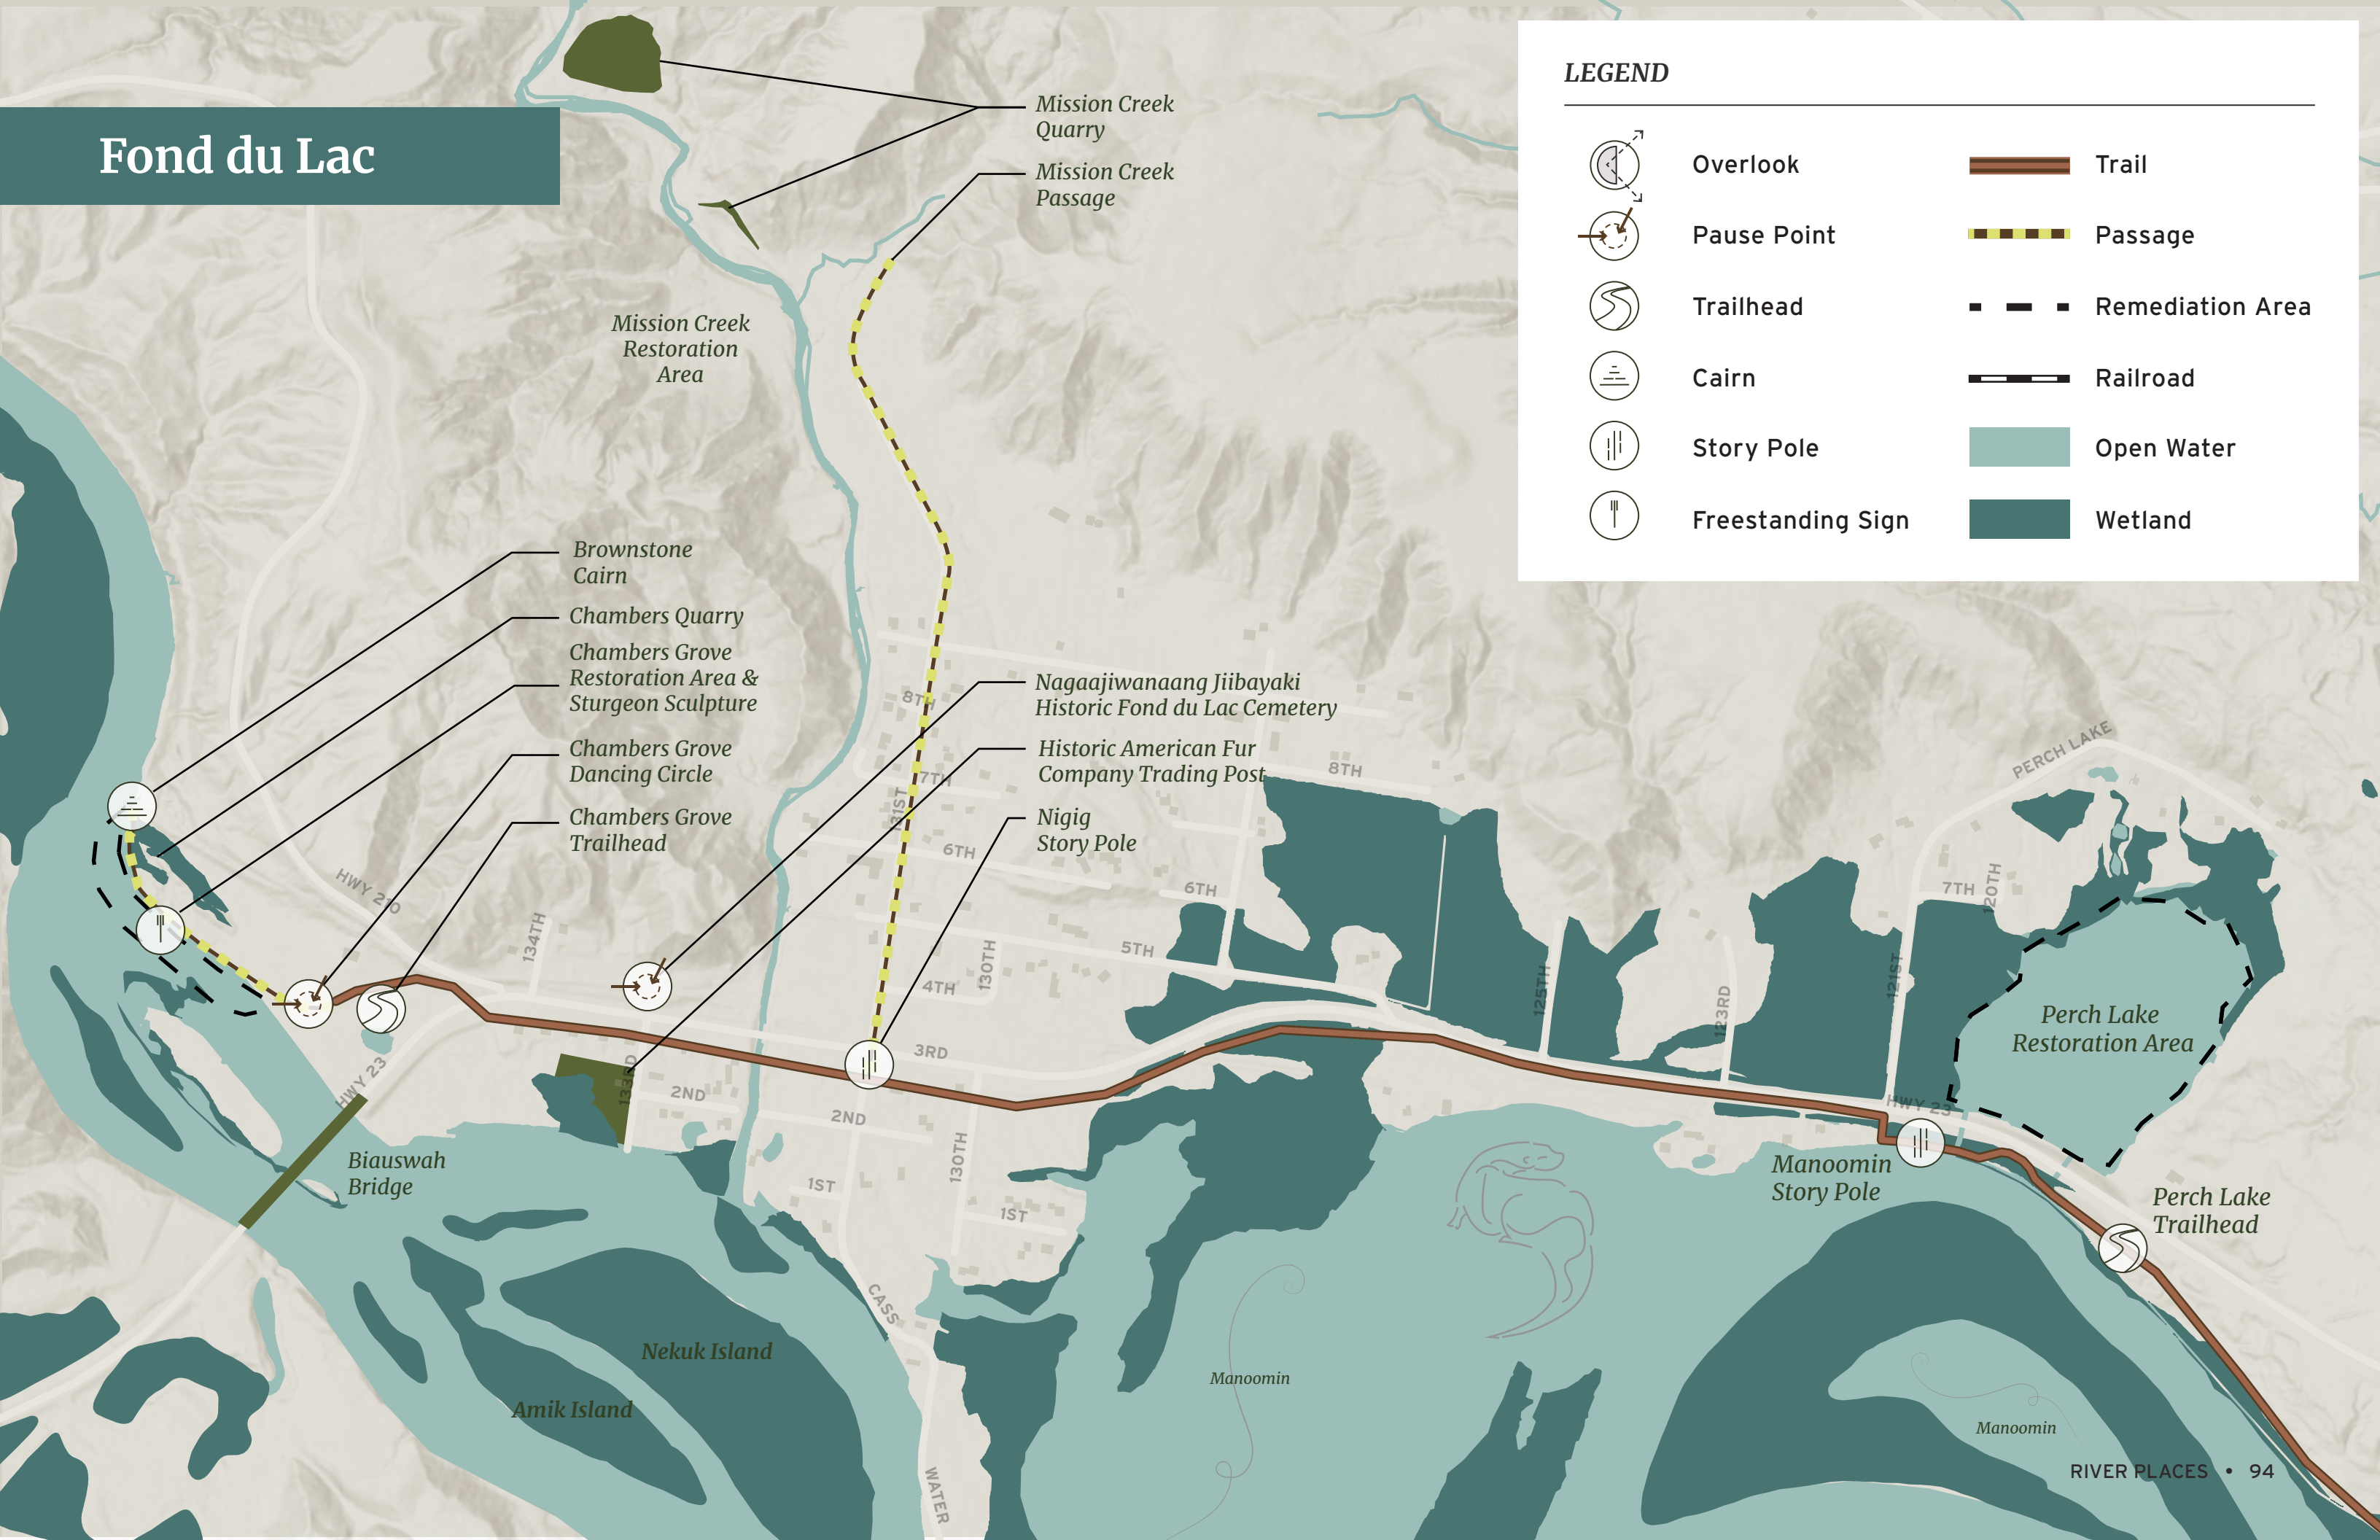 Fond du Lac
LEGEND
Overlook
Pause Point
Trailhead
Cairn
Story Pole
Freestanding Sign
Trail
Passage
Remediation Area
Railroad
Open Water
Wetland
Mission Creek
Quarry
Mission Creek
Passage
Mission Creek
Restoration
Area
Brownstone
Cairn
Chambers Quarry
Chambers Grove
Restoration Area &
Sturgeon Sculpture
Chambers Grove
Dancing Circle
Chambers Grove
Trailhead
Nagaajiwanaang Jiibayaki
Historic Fond du Lac Cemetery
Historic American Fur
Company Trading Post
Nigig
Story Pole
8TH
7TH
31ST
6TH
8TH
6TH
5TH
4TH
130TH
3RD
134TH
HWY 210
HWY 23
133RD
2ND
2ND
130TH
1ST
1ST
CASS
WATER
125TH
123RD
121ST
120TH
7TH
PERCH LAKE
HWY 23
Perch Lake
Restoration Area
Manoomin
Story Pole
Perch Lake
Trailhead
Biauswah
Bridge
Nekuk Island
Amik Island
Manoomin
Manoomin
RIVER PLACES • 94